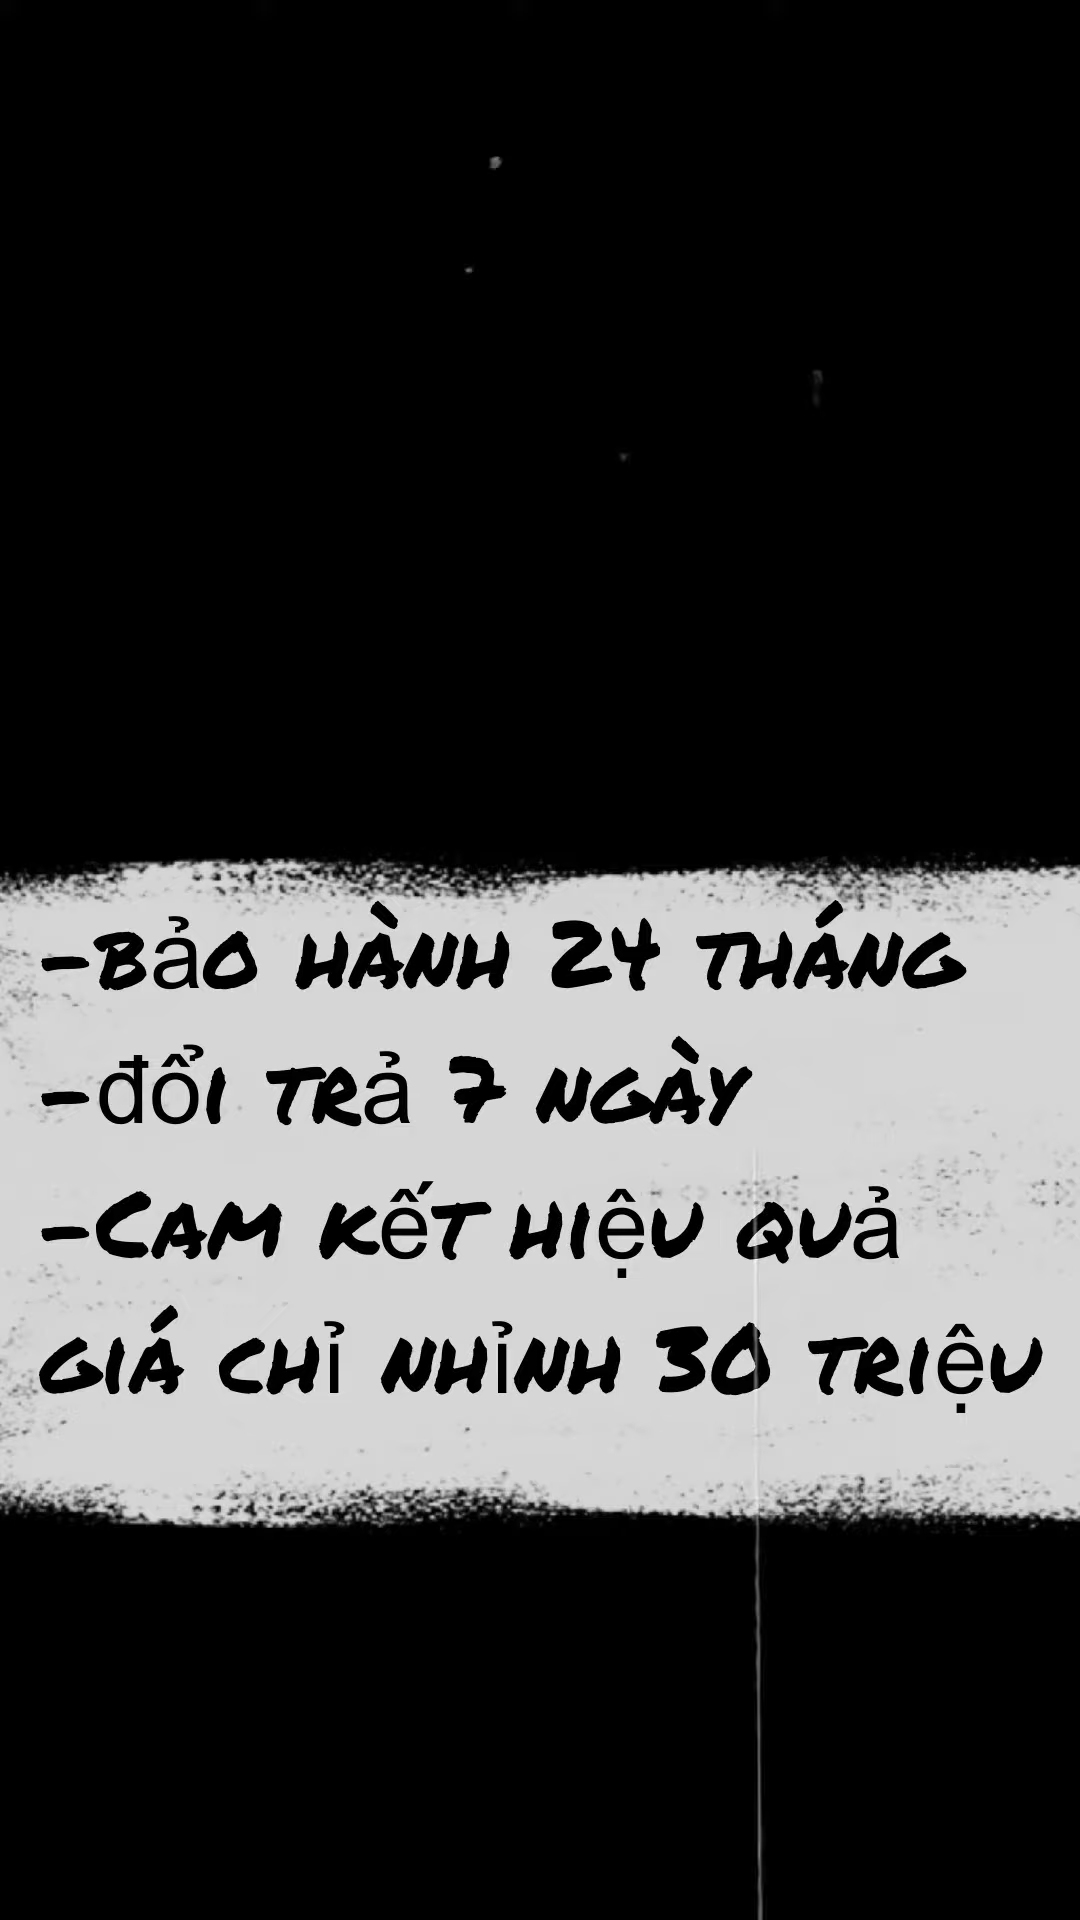 -Bảo hành 24 tháng
-đổi trả 7 ngày
-Cam kết hiệu quả
giá chỉ nhỉnh 30 triệu